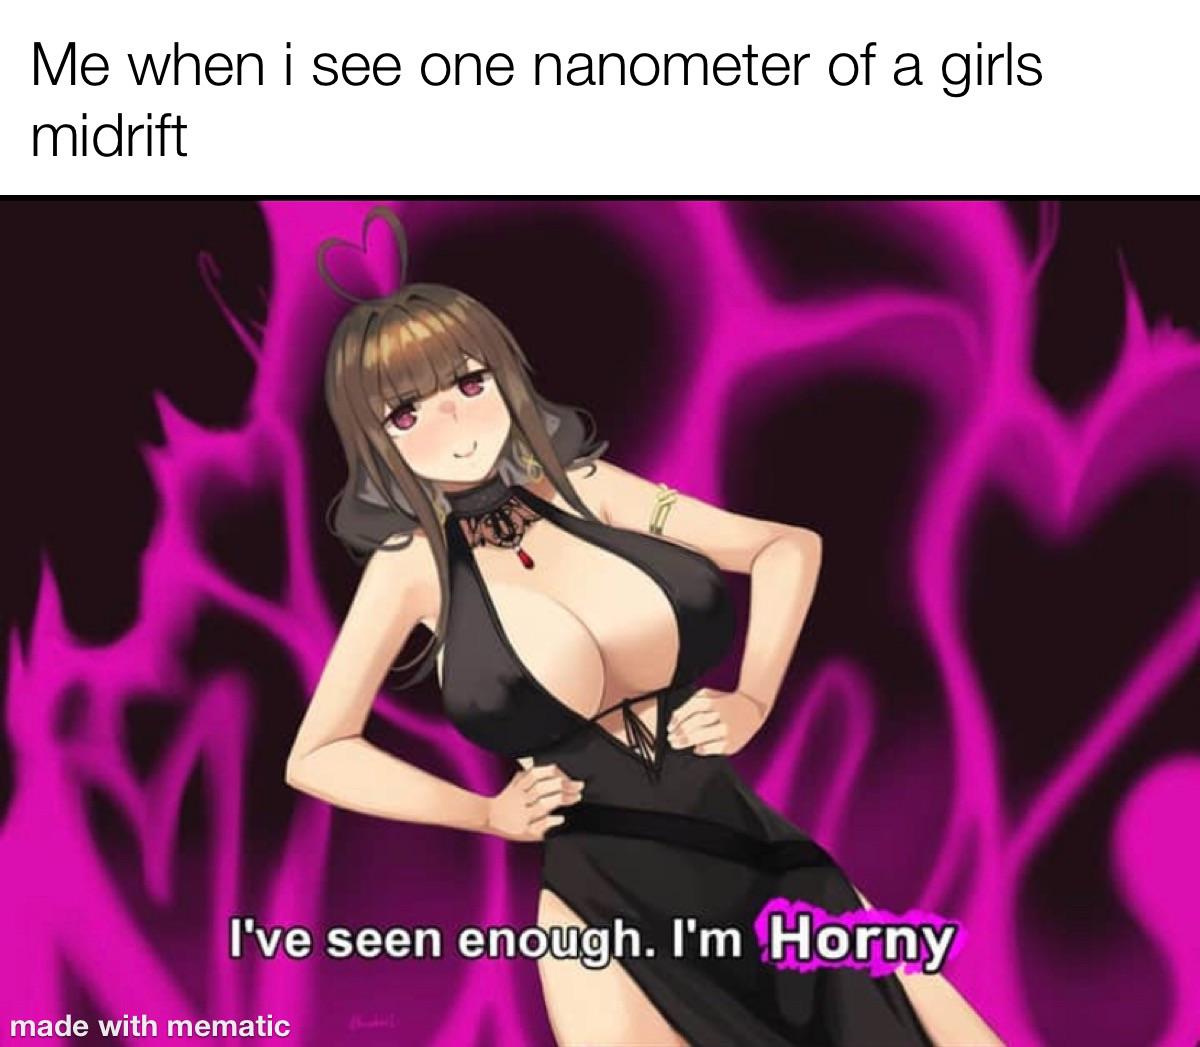 Me when i see one nanometer of a girls
midrift
I've seen enough. I'm Horny
made with mematic